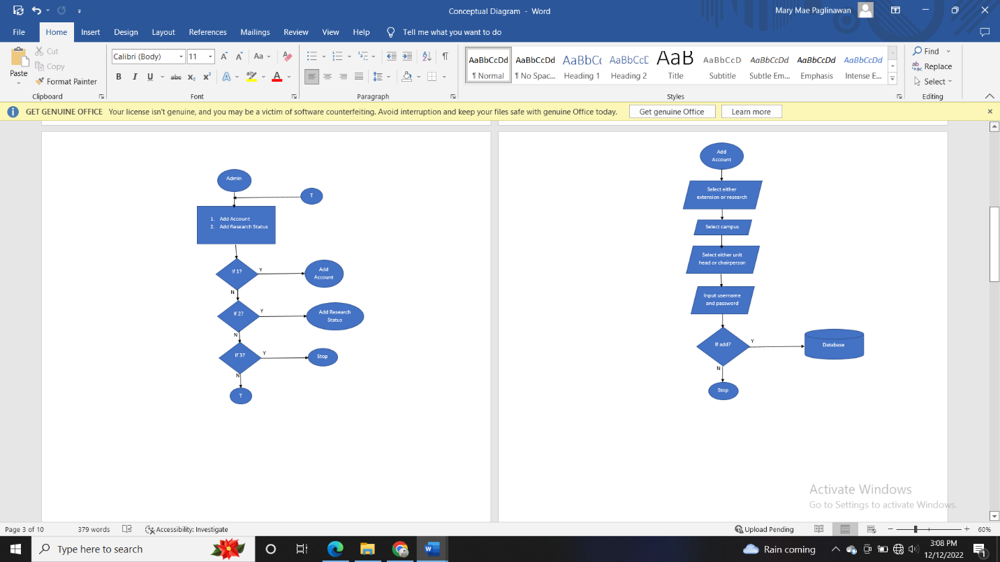 Conceptual Diagram - Word
Mary Mae Paglinawan
File Home Insert Design Layout References Mailings Review View Help Tell me what you want to do
Paste
Cut
Copy
Format Painter
Clipboard
Calibri (Body) 11 A A Aa A
B I U abc X₂ X² A ab A
Font
Paragraph
AaBbCcDd AaBbCcDd AaBbCc AaBbCcC AaB AaBbCcD AaBbCcDd AaBbCcDd AaBbCcDd
¶ Normal ¶ No Spac... Heading 1 Heading 2 Title Subtitle Subtle Em... Emphasis Intense E...
Styles
Find
Replace
Select
Editing
GET GENUINE OFFICE Your license isn't genuine, and you may be a victim of software counterfeiting. Avoid interruption and keep your files safe with genuine Office today. Get genuine Office Learn more
Admin
T
1. Add Account
2. Add Research Status
If 1?
Y
Add
Account
N
If 2?
Y
Add Research
Status
N
If 3?
Y
Stop
N
T
Add
Account
Select either
extension or research
Select campus
Select either unit
head or chairperson
Input username
and password
If add?
Y
Database
N
Stop
Activate Windows
Go to Settings to activate Windows.
Page 3 of 10 379 words Accessibility: Investigate Upload Pending 60%
Type here to search
Rain coming
3:08 PM
12/12/2022
1